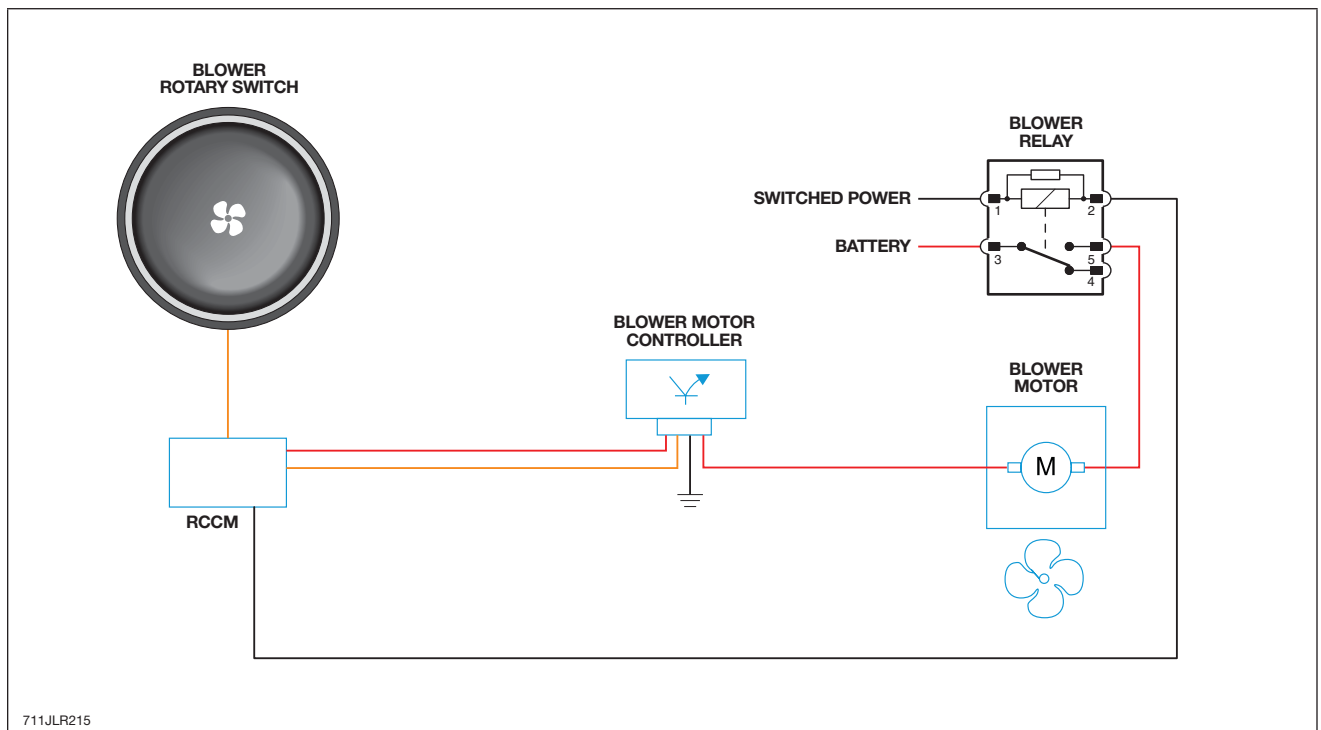 BLOWER
ROTARY SWITCH
BLOWER
RELAY
SWITCHED POWER
1
2
BATTERY
3
5
4
BLOWER MOTOR
CONTROLLER
BLOWER
MOTOR
M
RCCM
711JLR215